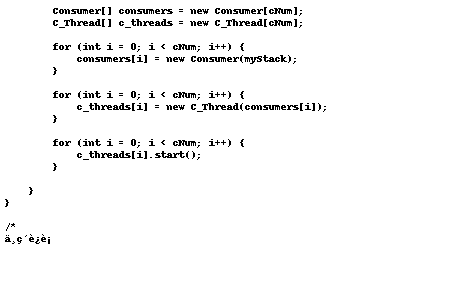 Consumer[] consumers = new Consumer[cNum];
C_Thread[] c_threads = new C_Thread[cNum];
for (int i = 0; i < cNum; i++) {
consumers[i] = new Consumer(myStack);
}
for (int i = 0; i < cNum; i++) {
c_threads[i] = new C_Thread(consumers[i]);
}
for (int i = 0; i < cNum; i++) {
c_threads[i].start();
}
}
}
/*
ä¸ç´è¿è¡